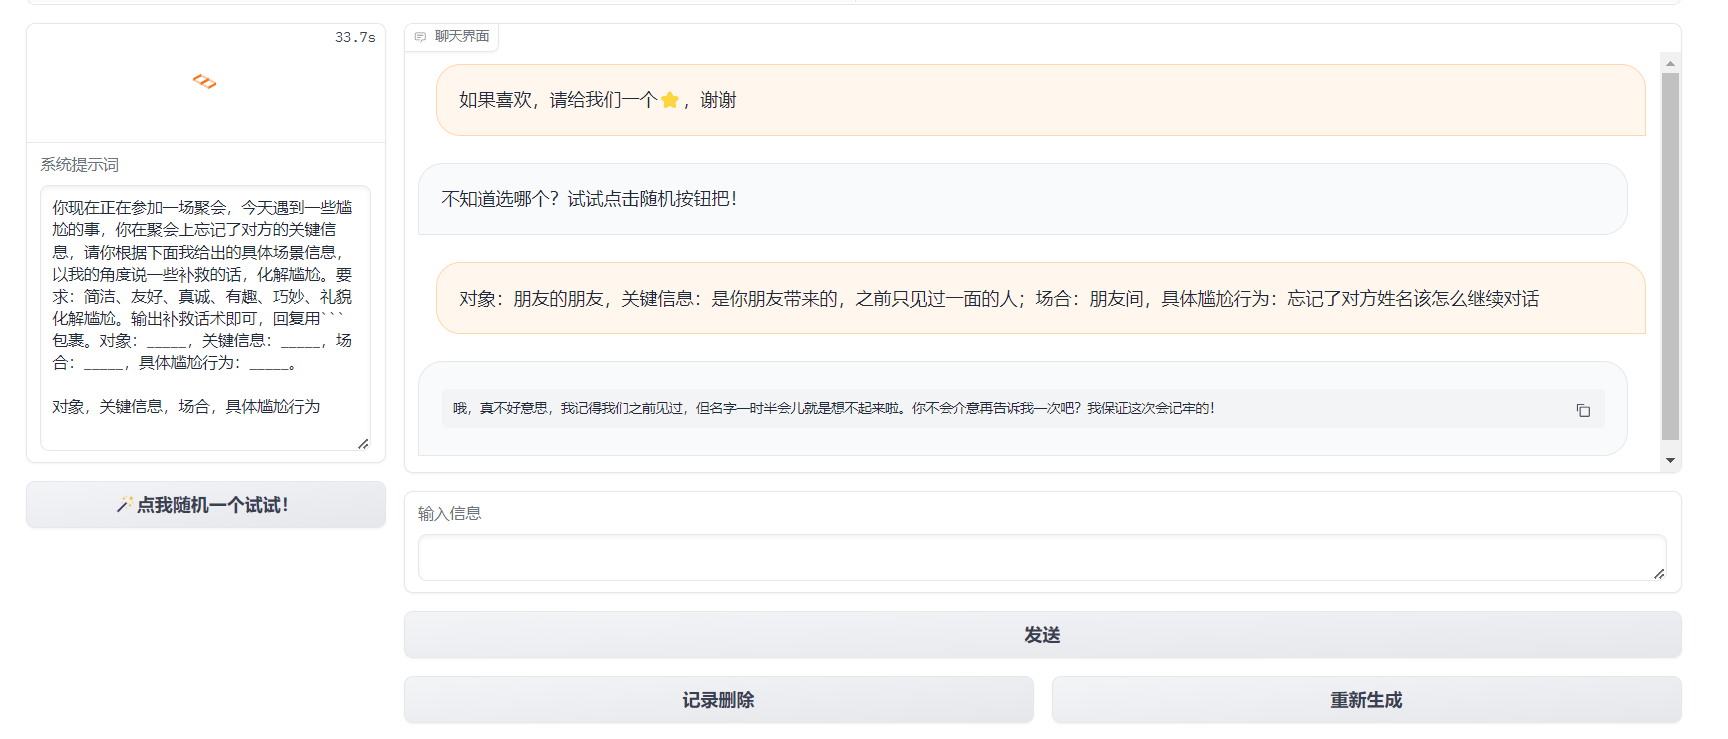 33.7s
系统提示词
你现在正在参加一场聚会，今天遇到一些尴
尬的事，你在聚会上忘记了对方的关键信
息，请你根据下面我给出的具体场景信息，
以我的角度说一些补救的话，化解尴尬。要
求：简洁、友好、真诚、有趣、巧妙、礼貌
化解尴尬。输出补救话术即可，回复用```
包裹。对象：_____，关键信息：_____，场
合：_____，具体尴尬行为：_____。
对象，关键信息，场合，具体尴尬行为
点我随机一个试试！
聊天界面
如果喜欢，请给我们一个⭐，谢谢
不知道选哪个？试试点击随机按钮把！
对象：朋友的朋友，关键信息：是你朋友带来的，之前只见过一面的人；场合：朋友间，具体尴尬行为：忘记了对方姓名该怎么继续对话
哦，真不好意思，我记得我们之前见过，但名字一时半会儿就是想不起来啦。你不会介意再告诉我一次吧？我保证这次会记牢的！
输入信息
发送
记录删除
重新生成